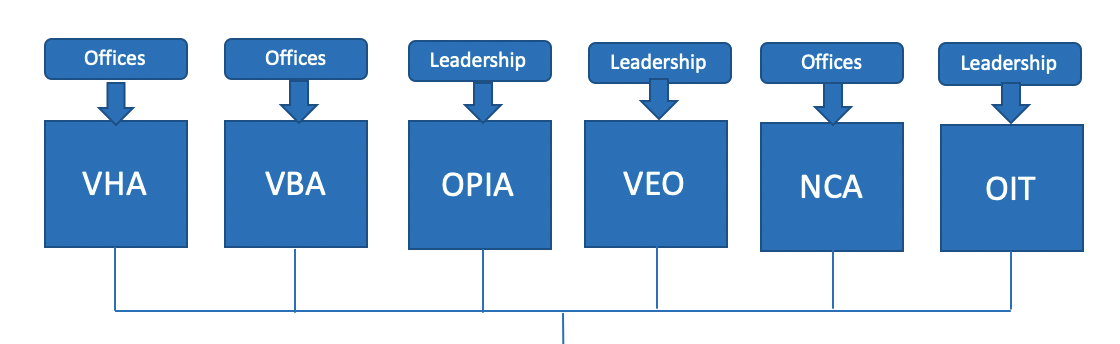 Offices
Offices
Leadership
Leadership
Offices
Leadership
VHA
VBA
OPIA
VEO
NCA
OIT